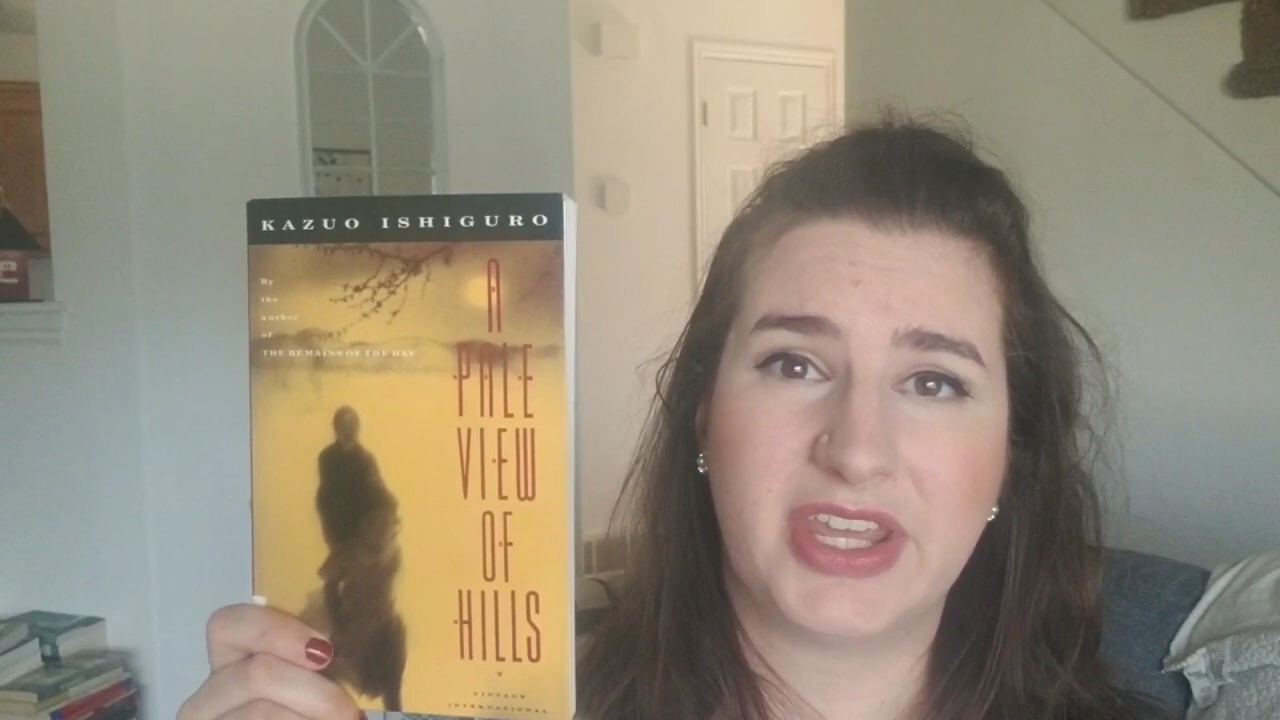 KAZUO ISHIGURO
By
the
author
of
THE REMAINS OF THE DAY
A
PALE
VIEW
OF
HILLS
VINTAGE
INTERNATIONAL